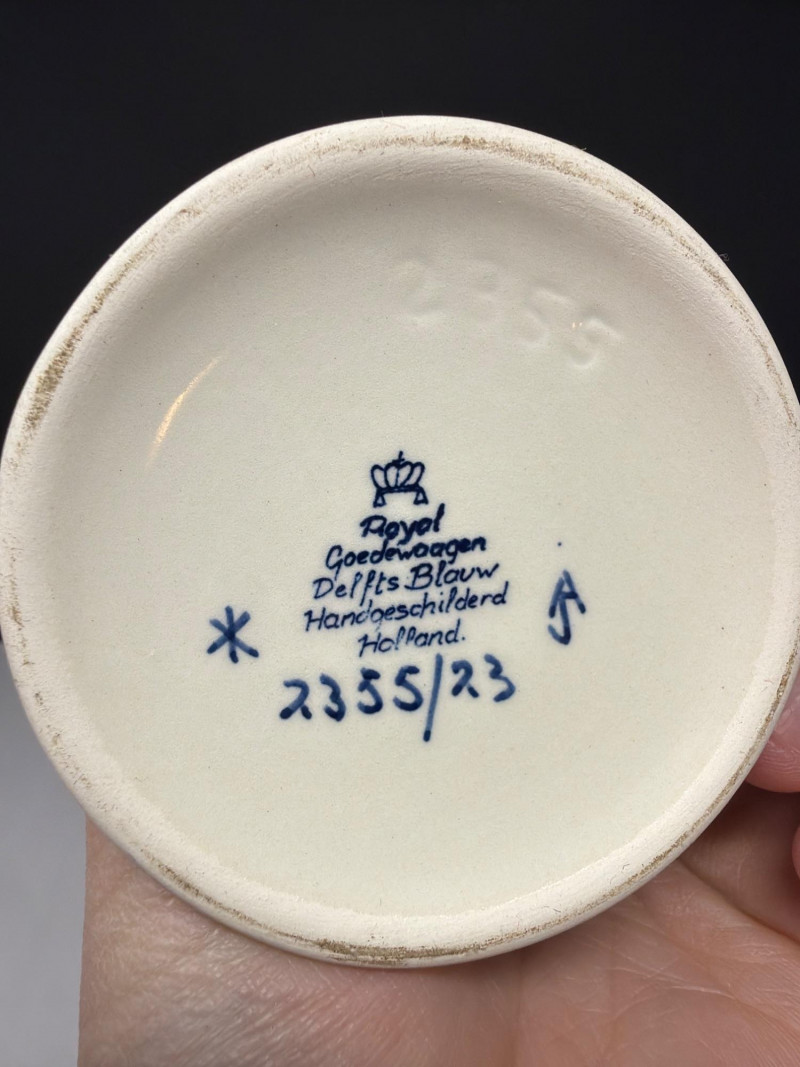 2355
Royal
Goedewaagen
Delfts Blauw
Handgeschilderd
Holland.
2355/23